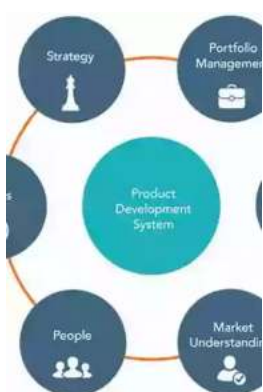 Strategy
Portfolio
Managemen
s
Product
Development
System
People
Market
Understandin